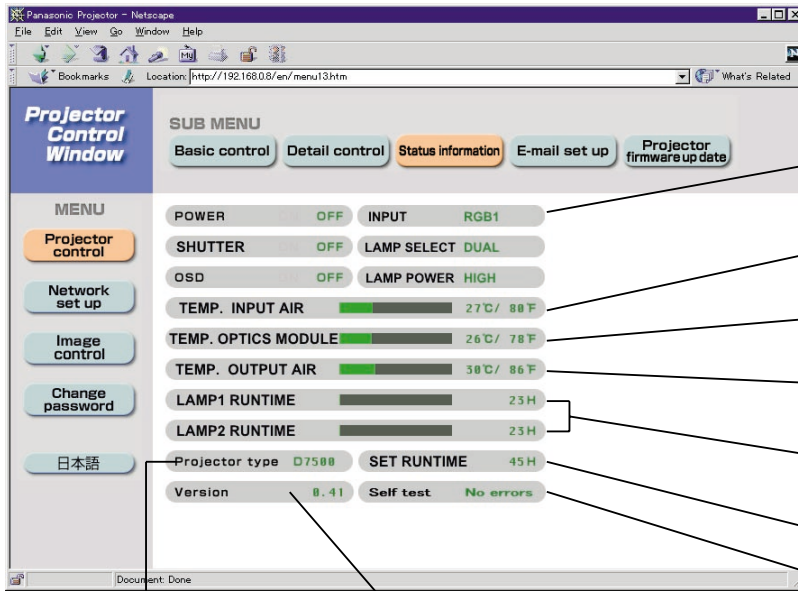 Panasonic Projector - Netscape
File Edit View Go Window Help
Bookmarks Location: http://192.168.0.8/en/menu13.htm What's Related
Projector
Control
Window
SUB MENU
Basic control Detail control Status information E-mail set up Projector firmware up date
MENU
Projector
control
Network
set up
Image
control
Change
password
日本語
POWER ON OFF INPUT RGB1
SHUTTER ON OFF LAMP SELECT DUAL
OSD ON OFF LAMP POWER HIGH
TEMP. INPUT AIR 27℃/ 80℉
TEMP. OPTICS MODULE 26℃/ 78℉
TEMP. OUTPUT AIR 30℃/ 86℉
LAMP1 RUNTIME 23H
LAMP2 RUNTIME 23H
Projector type D7500 SET RUNTIME 45H
Version 0.41 Self test No errors
Document: Done